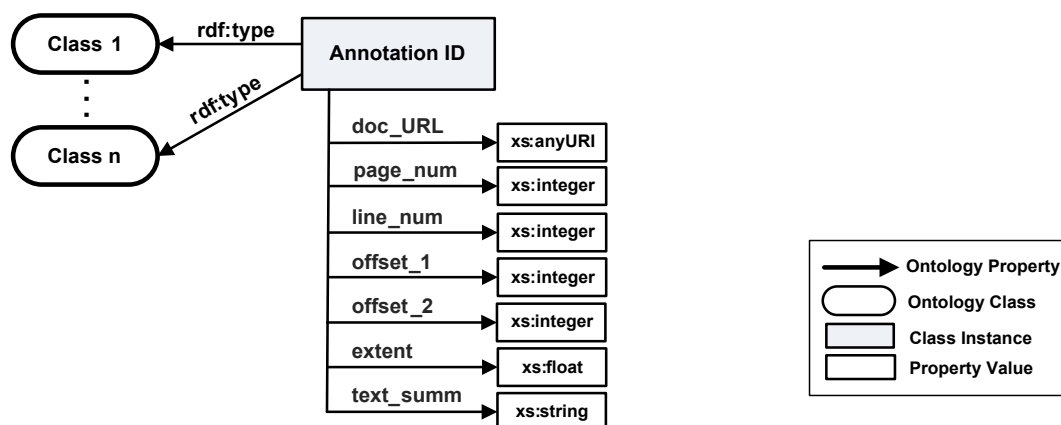 Class 1
rdf:type
Annotation ID
rdf:type
Class n
doc_URL
xs:anyURI
page_num
xs:integer
line_num
xs:integer
offset_1
xs:integer
offset_2
xs:integer
extent
xs:float
text_summ
xs:string
Ontology Property
Ontology Class
Class Instance
Property Value